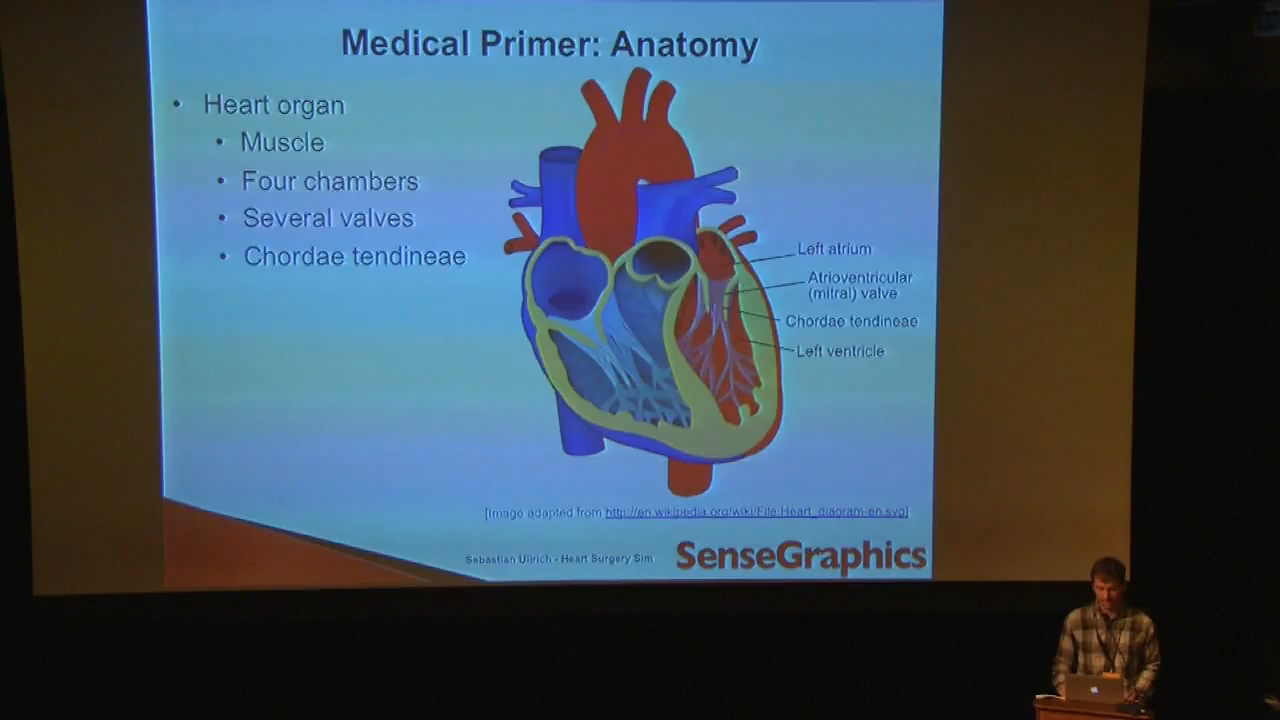 Medical Primer: Anatomy
• Heart organ
• Muscle
• Four chambers
• Several valves
• Chordae tendineae
Left atrium
Atrioventricular
(mitral) valve
Chordae tendineae
Left ventricle
[Image adapted from http://en.wikipedia.org/wiki/File:Heart_diagram-en.svg]
Sebastian Ullrich - Heart Surgery Sim
SenseGraphics